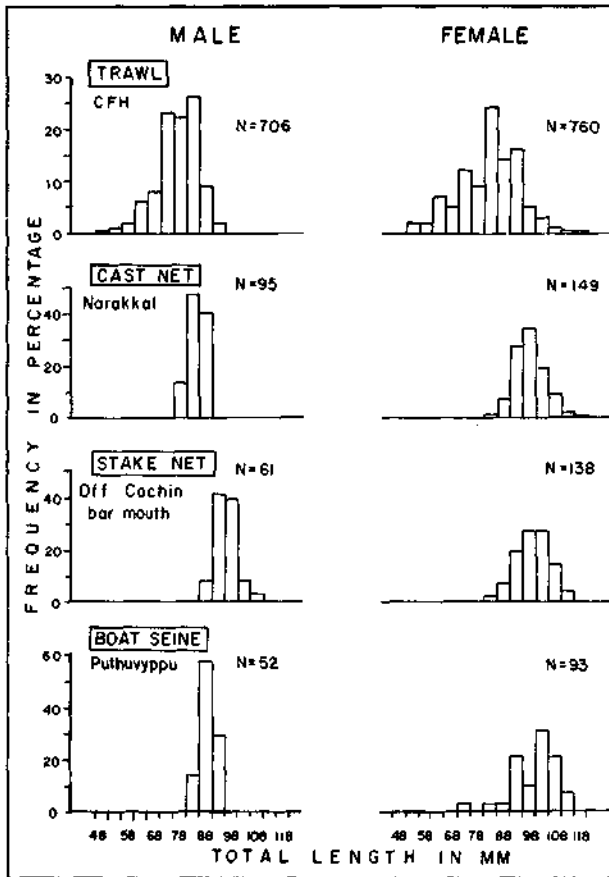 MALE FEMALE
TRAWL
CFH
N=706 N=760
30
20
10
0
CAST NET
Narakkal
N=95 N=149
40
20
0
STAKE NET
Off Cochin
bar mouth
N=61 N=138
40
20
0
BOAT SEINE
Puthuvyppu
N=52 N=93
60
40
20
0
FREQUENCY IN PERCENTAGE
48 58 68 78 88 98 108 118 48 58 68 78 88 98 108 118
TOTAL LENGTH IN MM